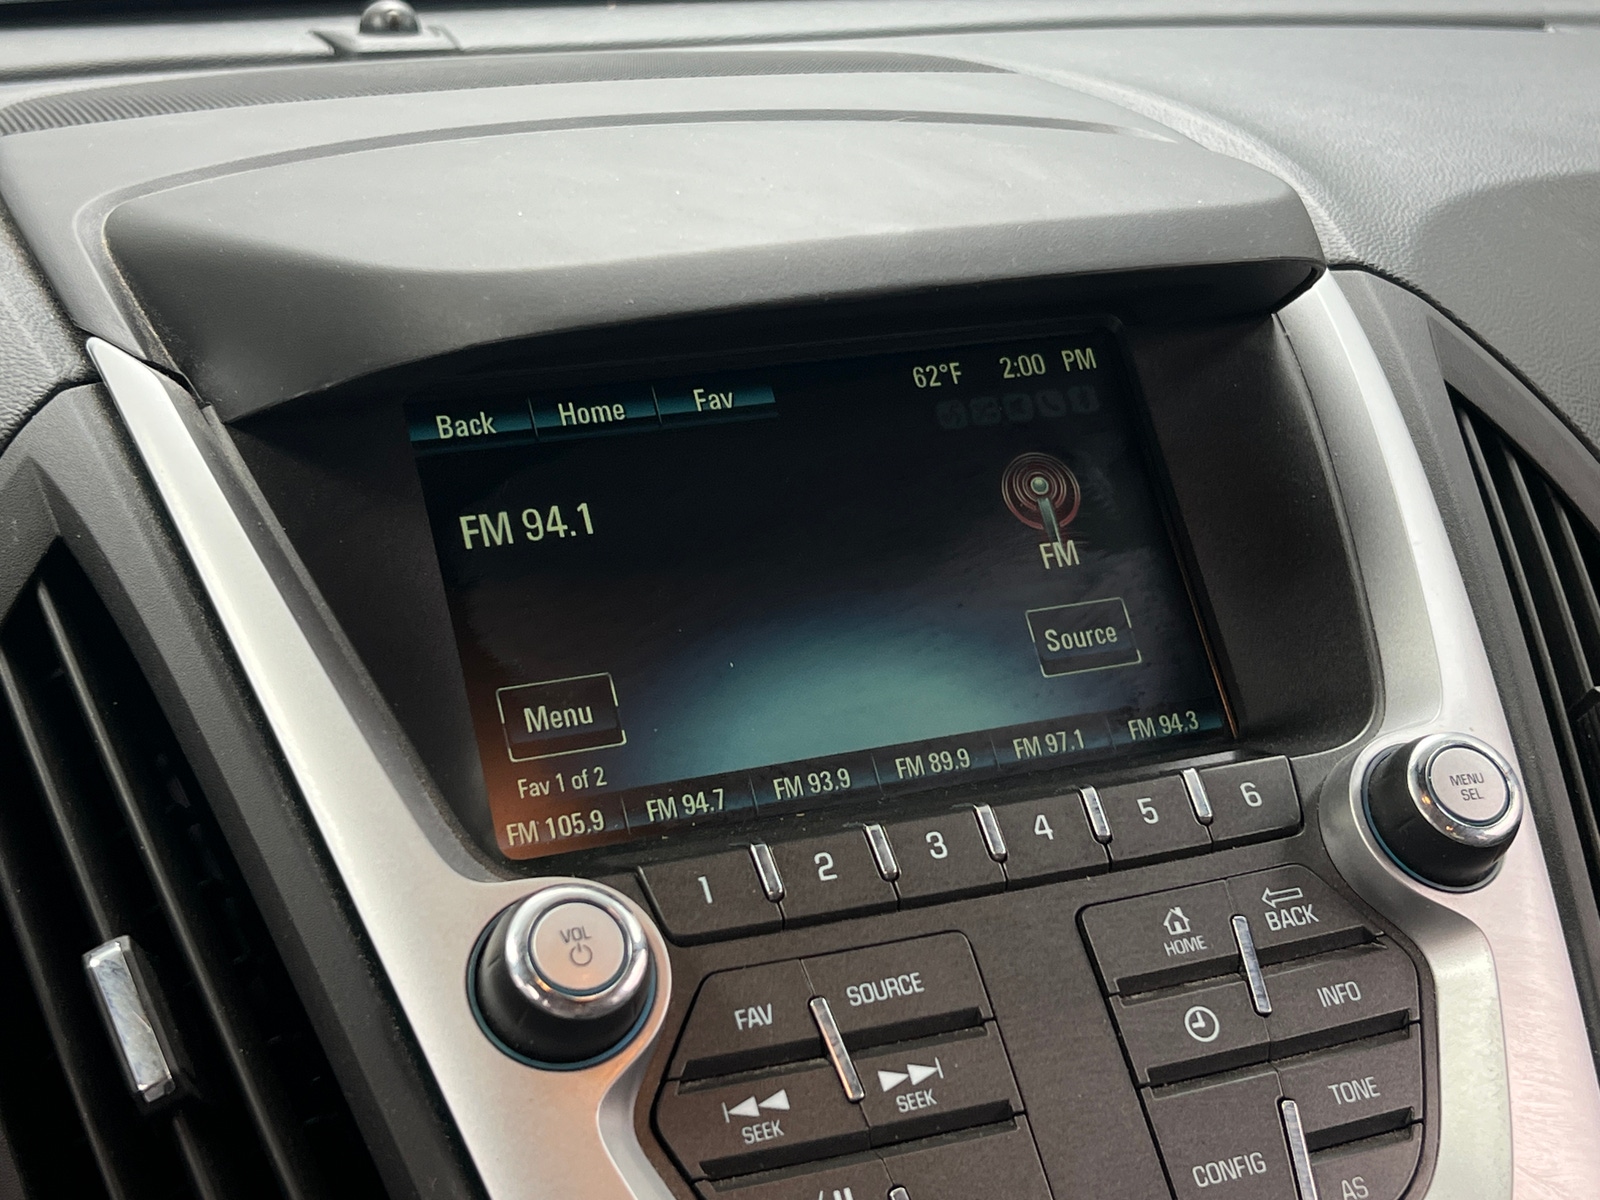 62°F 2:00 PM
Back Home Fav
FM 94.1
FM
Source
Menu
Fav 1 of 2
FM 105.9 FM 94.7 FM 93.9 FM 89.9 FM 97.1 FM 94.3
1 2 3 4 5 6
MENU
SEL
VOL
FAV SOURCE
SEEK SEEK
HOME BACK
INFO
TONE
CONFIG AS